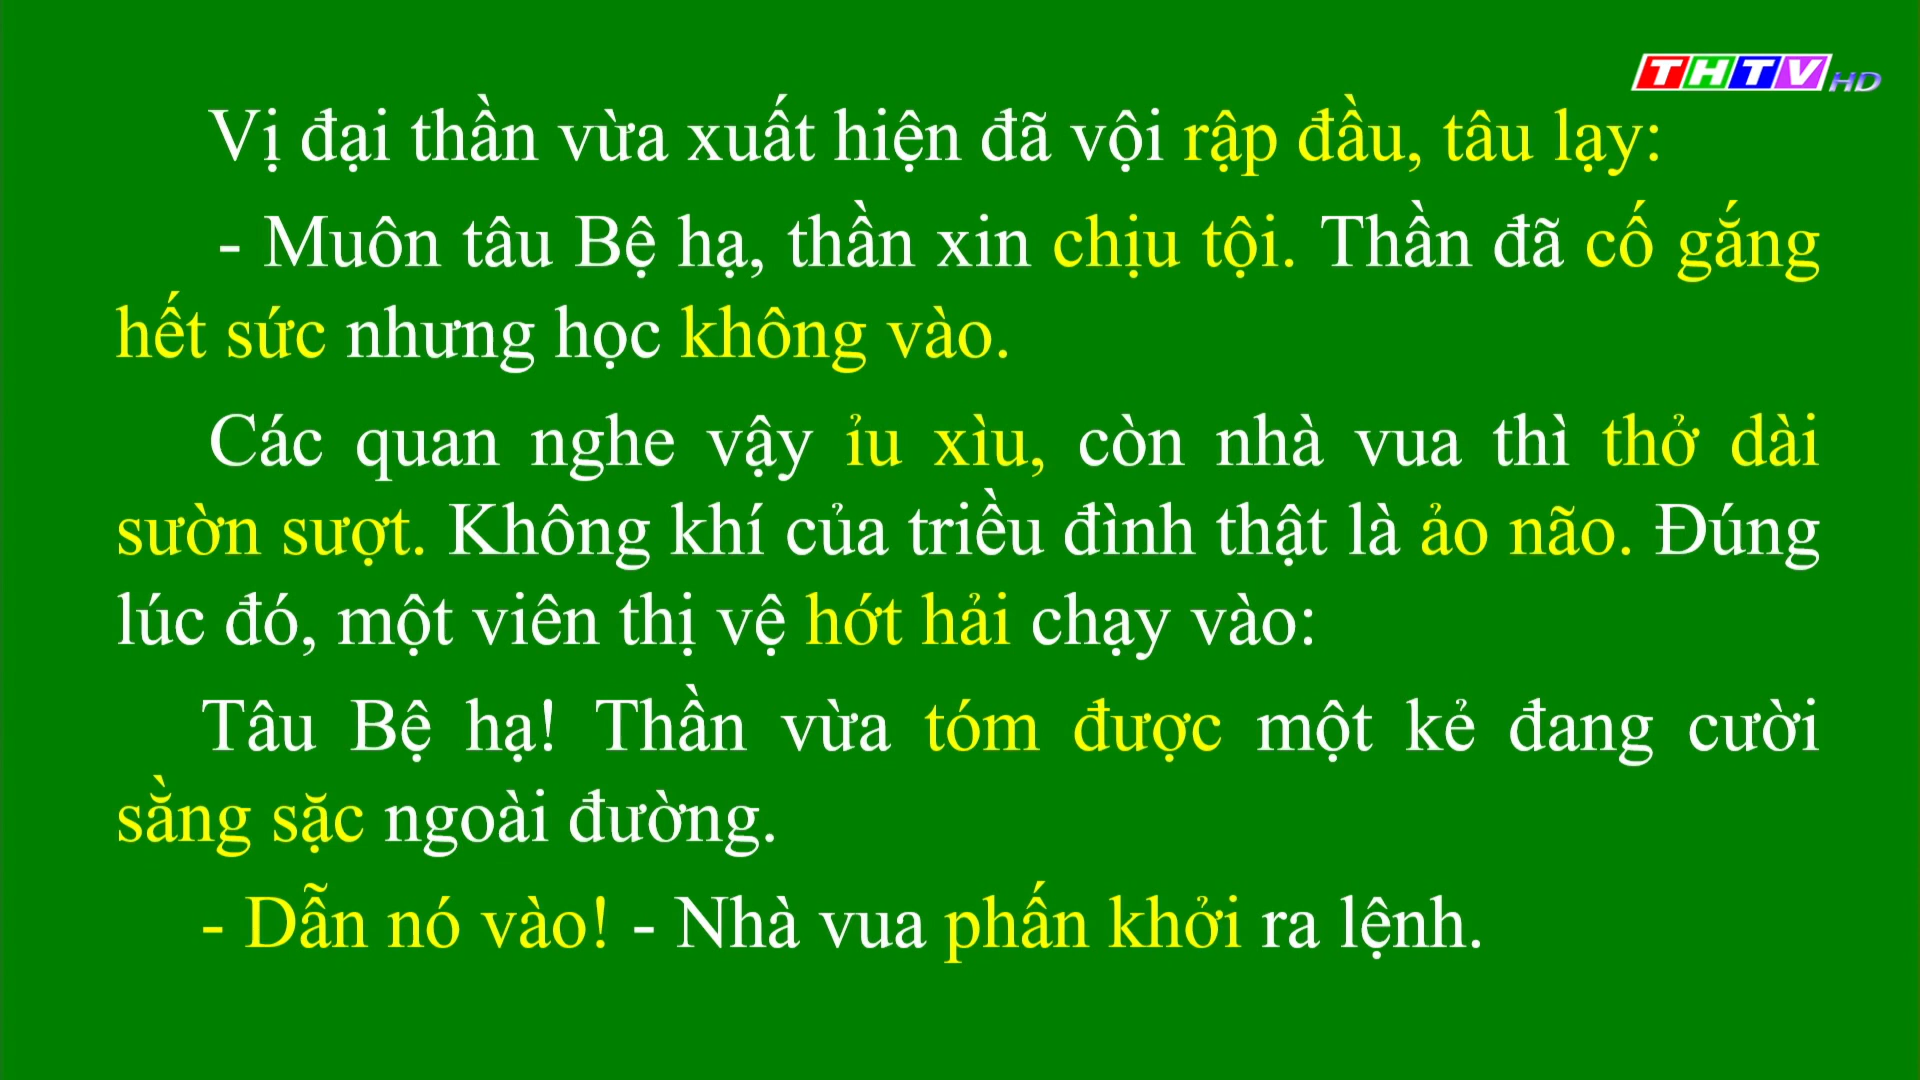 THTV HD
Vị đại thần vừa xuất hiện đã vội rập đầu, tâu lạy:
- Muôn tâu Bệ hạ, thần xin chịu tội. Thần đã cố gắng
hết sức nhưng học không vào.
Các quan nghe vậy ỉu xìu, còn nhà vua thì thở dài
sườn sượt. Không khí của triều đình thật là ảo não. Đúng
lúc đó, một viên thị vệ hớt hải chạy vào:
Tâu Bệ hạ! Thần vừa tóm được một kẻ đang cười
sằng sặc ngoài đường.
- Dẫn nó vào! - Nhà vua phấn khởi ra lệnh.